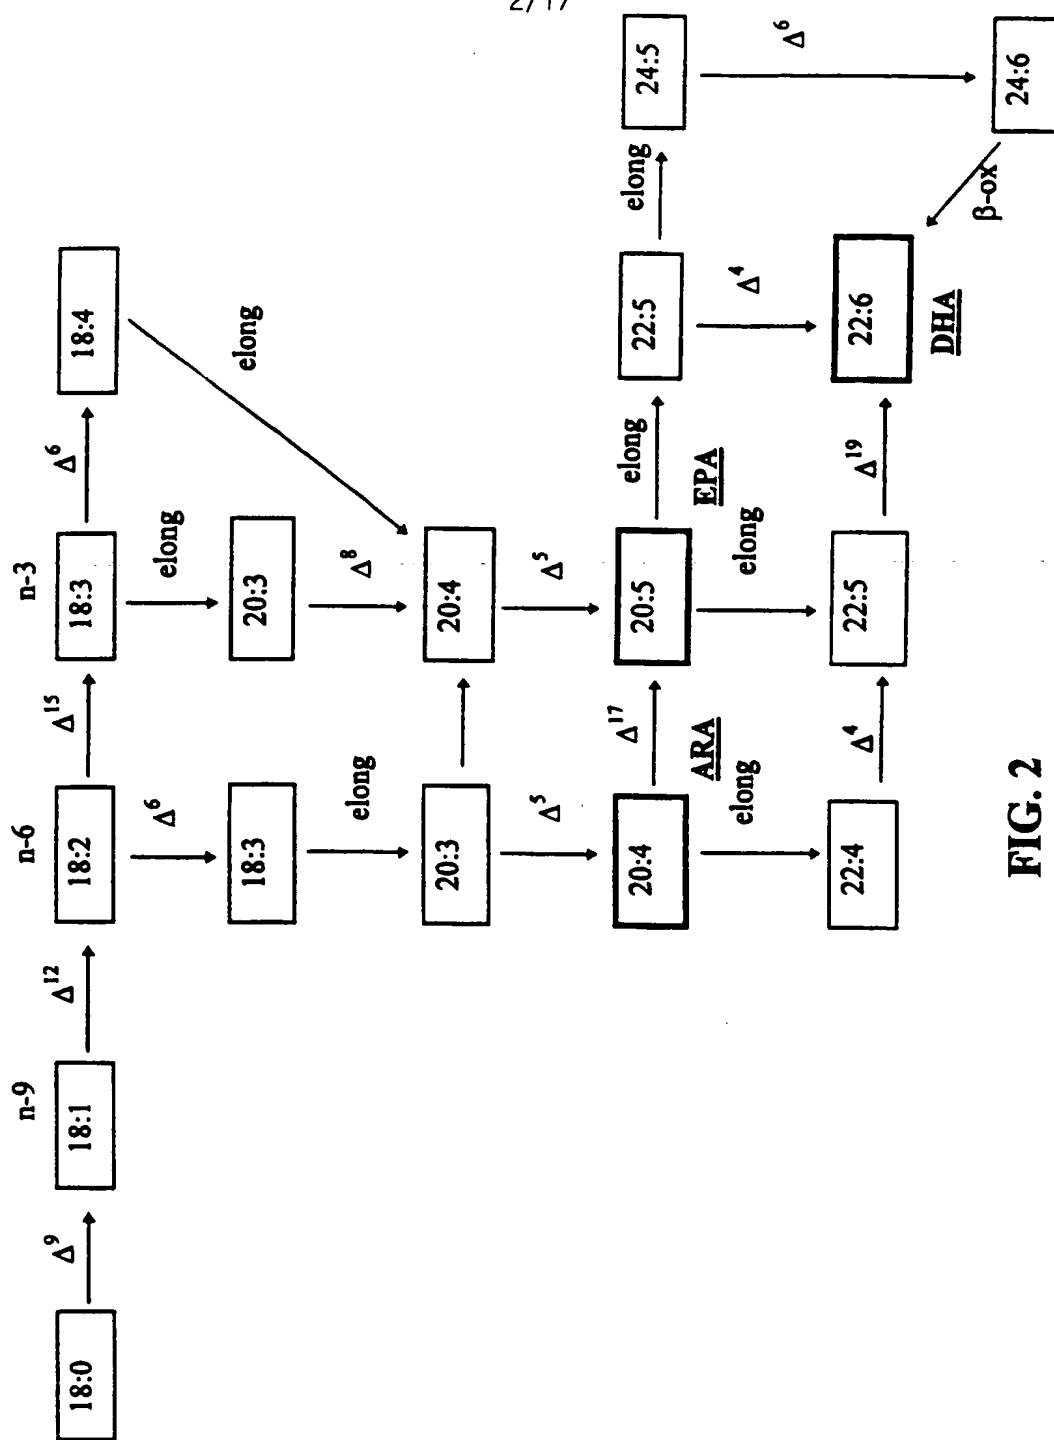 2/17
n-9
n-6
n-3
18:0
Δ⁹
18:1
Δ¹²
18:2
Δ¹⁵
18:3
Δ⁶
18:4
Δ⁶
elong
elong
18:3
20:3
elong
Δ⁸
20:3
20:4
Δ⁵
Δ⁵
20:4
Δ¹⁷
20:5
elong
22:5
elong
24:5
ARA
EPA
elong
elong
Δ⁴
Δ⁶
22:4
Δ⁴
22:5
Δ¹⁹
22:6
DHA
β-ox
24:6
FIG. 2